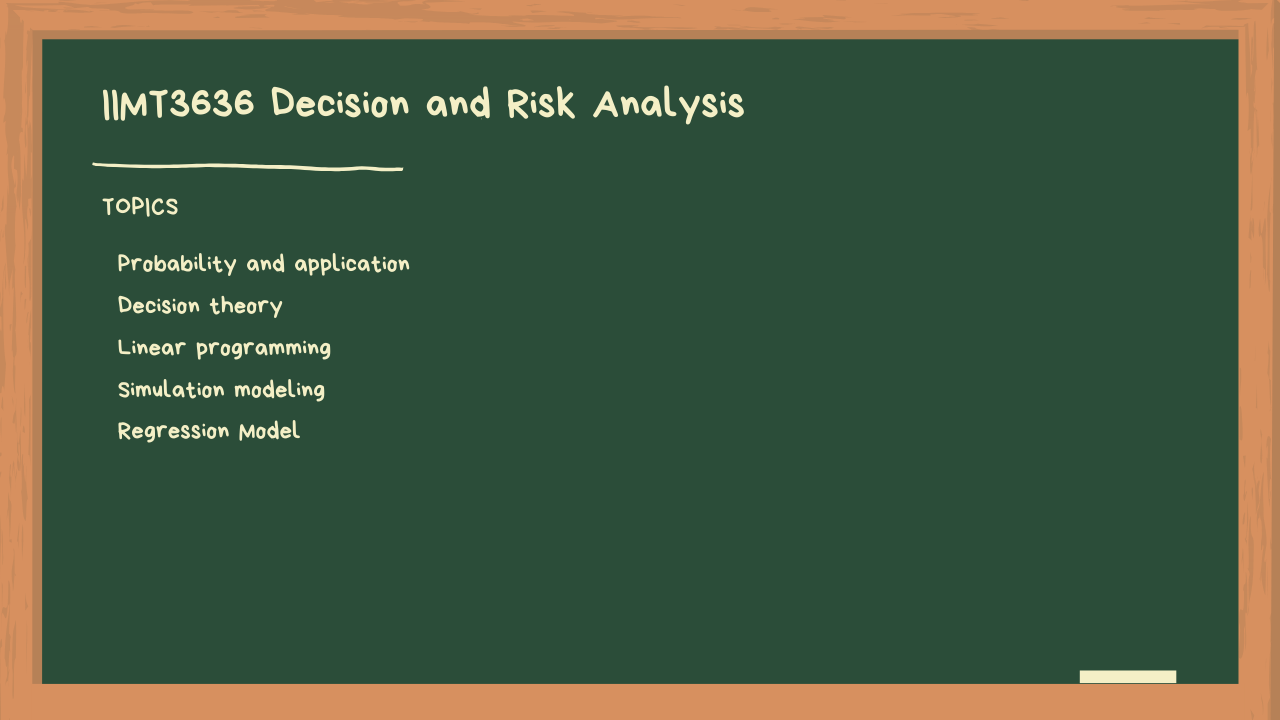 IIMT3636 Decision and Risk Analysis
TOPICS
Probability and application
Decision theory
Linear programming
Simulation modeling
Regression Model